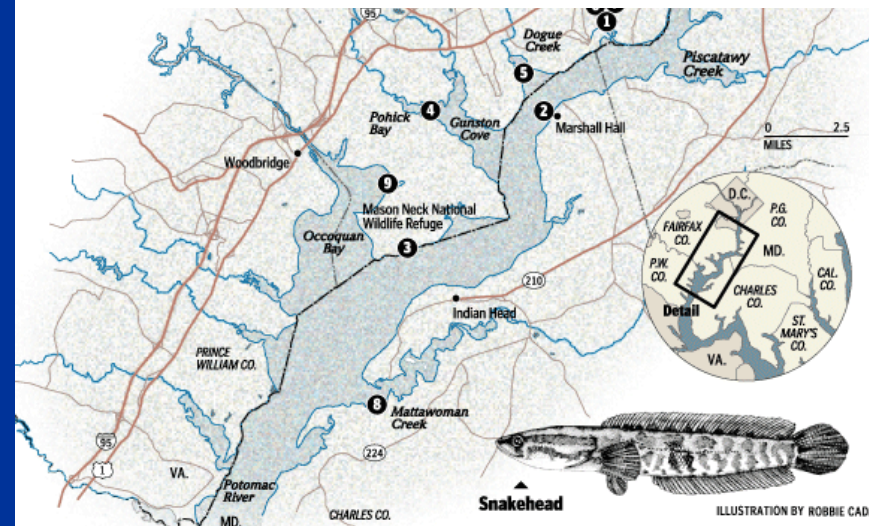 95
1
Dogue
Creek
Piscatawy
Creek
5
4
2
Pohick
Bay
Gunston
Cove
Marshall Hall
0 2.5
MILES
Woodbridge
9
Mason Neck National
Wildlife Refuge
Occoquan
Bay
3
210
Indian Head
D.C.
P.G.
CO.
FAIRFAX
CO.
MD.
P.W.
CO.
CAL.
CO.
CHARLES
CO.
Detail
ST.
MARY'S
CO.
VA.
PRINCE
WILLIAM CO.
8
Mattawoman
Creek
95
1
VA.
224
Potomac
River
MD.
CHARLES CO.
Snakehead
ILLUSTRATION BY ROBBIE CAD